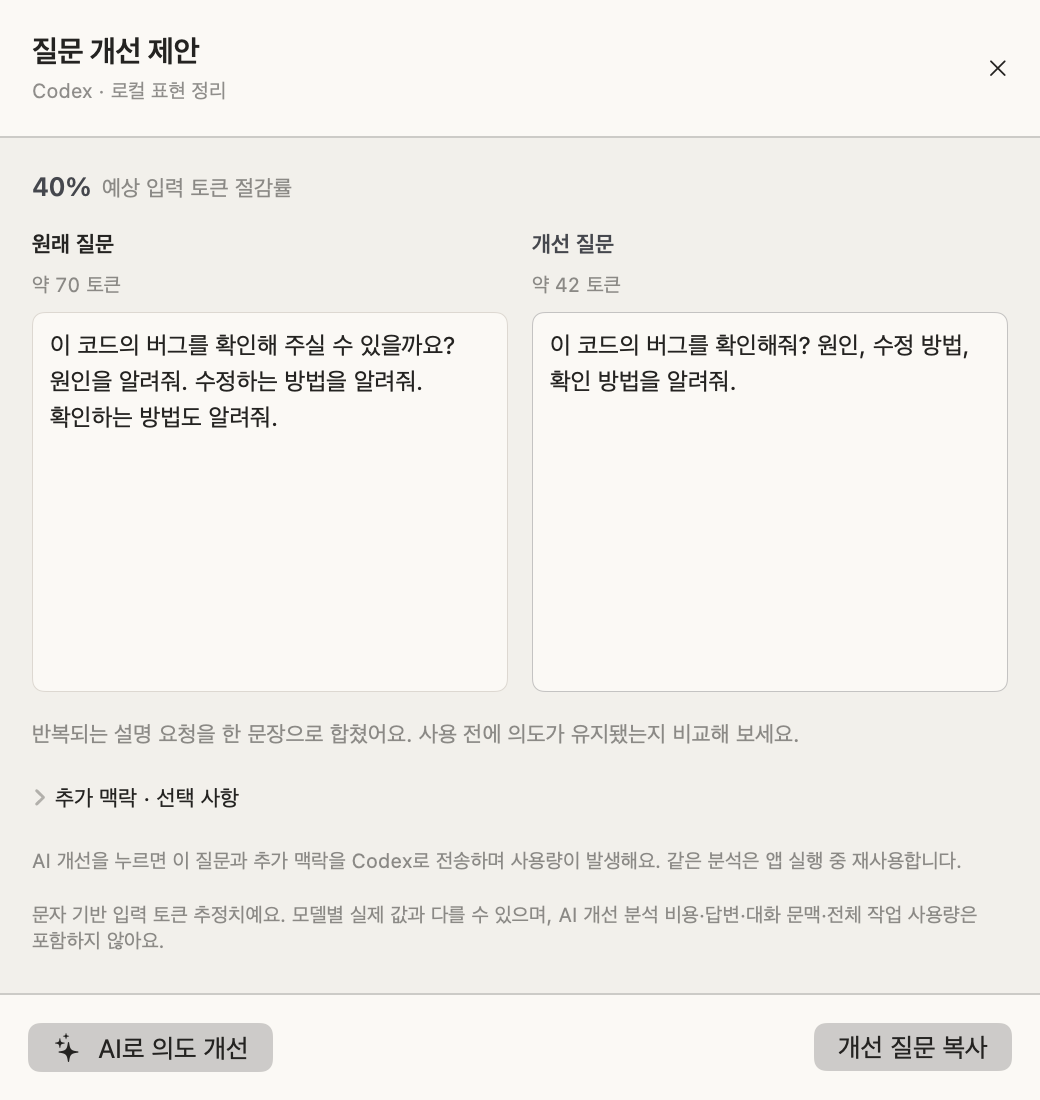 질문 개선 제안
Codex · 로컬 표현 정리
40% 예상 입력 토큰 절감률
원래 질문
약 70 토큰
이 코드의 버그를 확인해 주실 수 있을까요?
원인을 알려줘. 수정하는 방법을 알려줘.
확인하는 방법도 알려줘.
개선 질문
약 42 토큰
이 코드의 버그를 확인해줘? 원인, 수정 방법,
확인 방법을 알려줘.
반복되는 설명 요청을 한 문장으로 합쳤어요. 사용 전에 의도가 유지됐는지 비교해 보세요.
추가 맥락 · 선택 사항
AI 개선을 누르면 이 질문과 추가 맥락을 Codex로 전송하며 사용량이 발생해요. 같은 분석은 앱 실행 중 재사용합니다.
문자 기반 입력 토큰 추정치예요. 모델별 실제 값과 다를 수 있으며, AI 개선 분석 비용·답변·대화 문맥·전체 작업 사용량은
포함하지 않아요.
AI로 의도 개선
개선 질문 복사